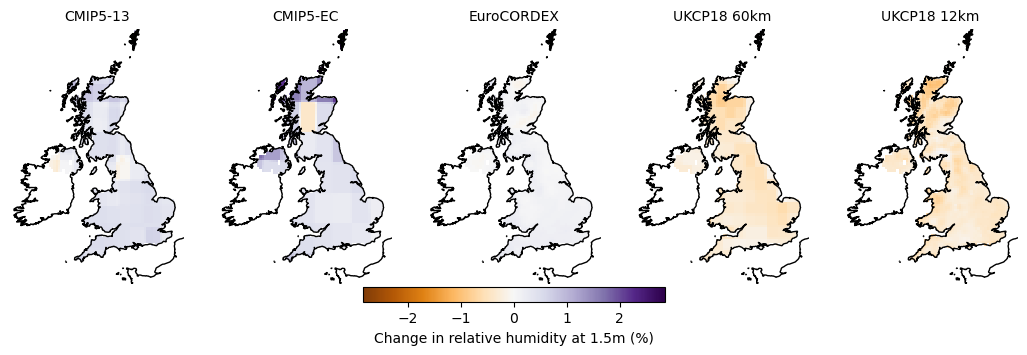 CMIP5-13
CMIP5-EC
EuroCORDEX
UKCP18 60km
UKCP18 12km
−2
−1
0
1
2
Change in relative humidity at 1.5m (%)